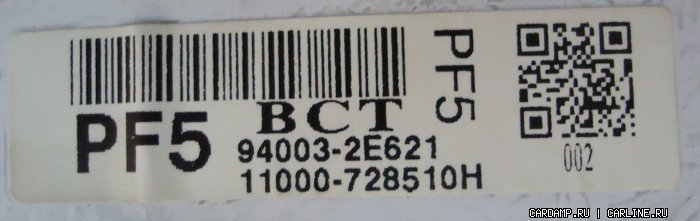 BCT
PF5
94003-2E621
11000-728510H
PF5
002
CARDAMP.RU | CARLINE.RU